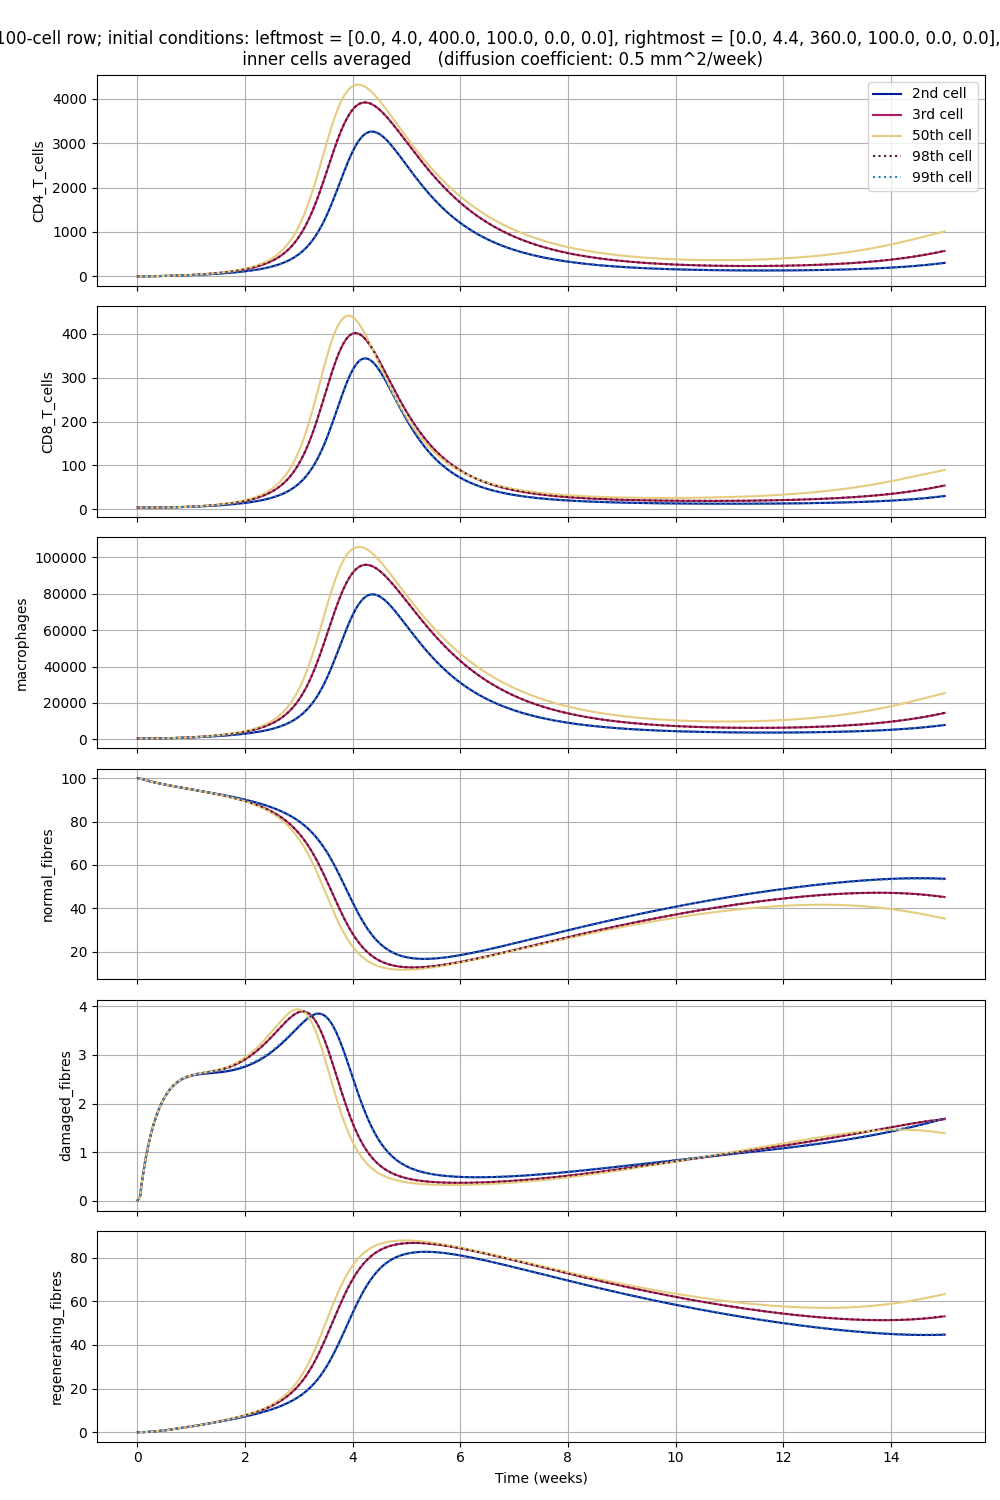 100-cell row; initial conditions: leftmost = [0.0, 4.0, 400.0, 100.0, 0.0, 0.0], rightmost = [0.0, 4.4, 360.0, 100.0, 0.0, 0.0],
inner cells averaged     (diffusion coefficient: 0.5 mm^2/week)
CD4_T_cells
4000
3000
2000
1000
0
2nd cell
3rd cell
50th cell
98th cell
99th cell
CD8_T_cells
400
300
200
100
0
macrophages
100000
80000
60000
40000
20000
0
normal_fibres
100
80
60
40
20
damaged_fibres
4
3
2
1
0
regenerating_fibres
80
60
40
20
0
0 2 4 6 8 10 12 14
Time (weeks)